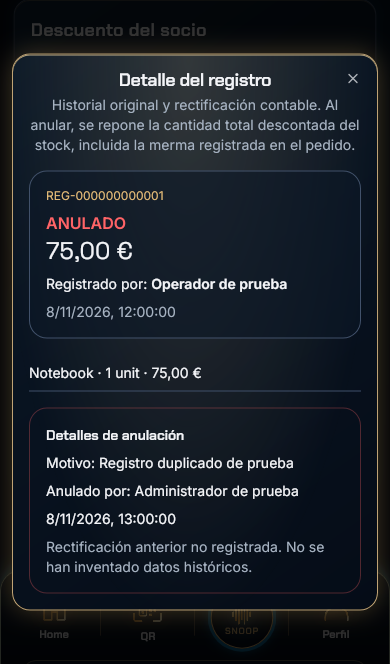 Descuento del socio
Detalle del registro
Historial original y rectificación contable. Al
anular, se repone la cantidad total descontada del
stock, incluida la merma registrada en el pedido.
REG-000000000001
ANULADO
75,00 €
Registrado por: Operador de prueba
8/11/2026, 12:00:00
Notebook · 1 unit · 75,00 €
Detalles de anulación
Motivo: Registro duplicado de prueba
Anulado por: Administrador de prueba
8/11/2026, 13:00:00
Rectificación anterior no registrada. No se
han inventado datos históricos.
Home
QR
SNOOP
Perfil